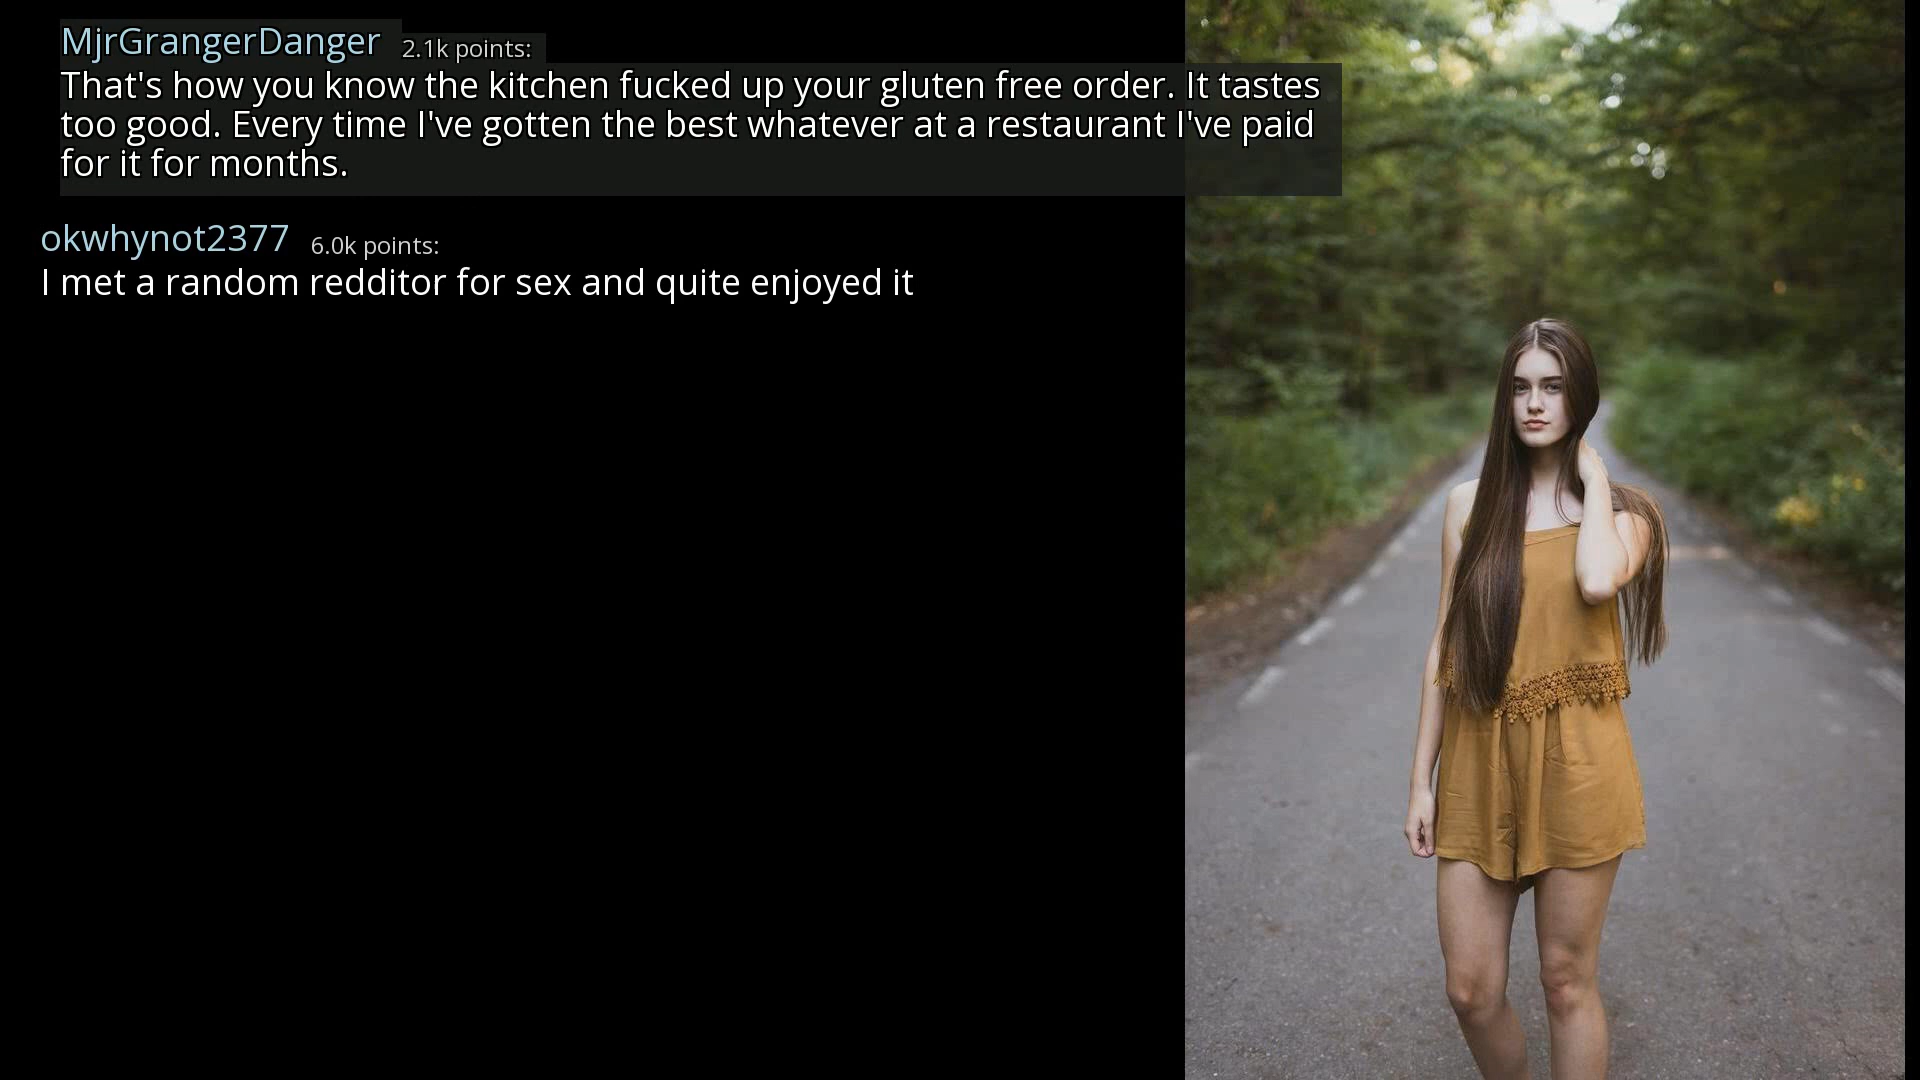 MjrGrangerDanger 2.1k points:
That's how you know the kitchen fucked up your gluten free order. It tastes
too good. Every time I've gotten the best whatever at a restaurant I've paid
for it for months.
okwhynot2377 6.0k points:
I met a random redditor for sex and quite enjoyed it